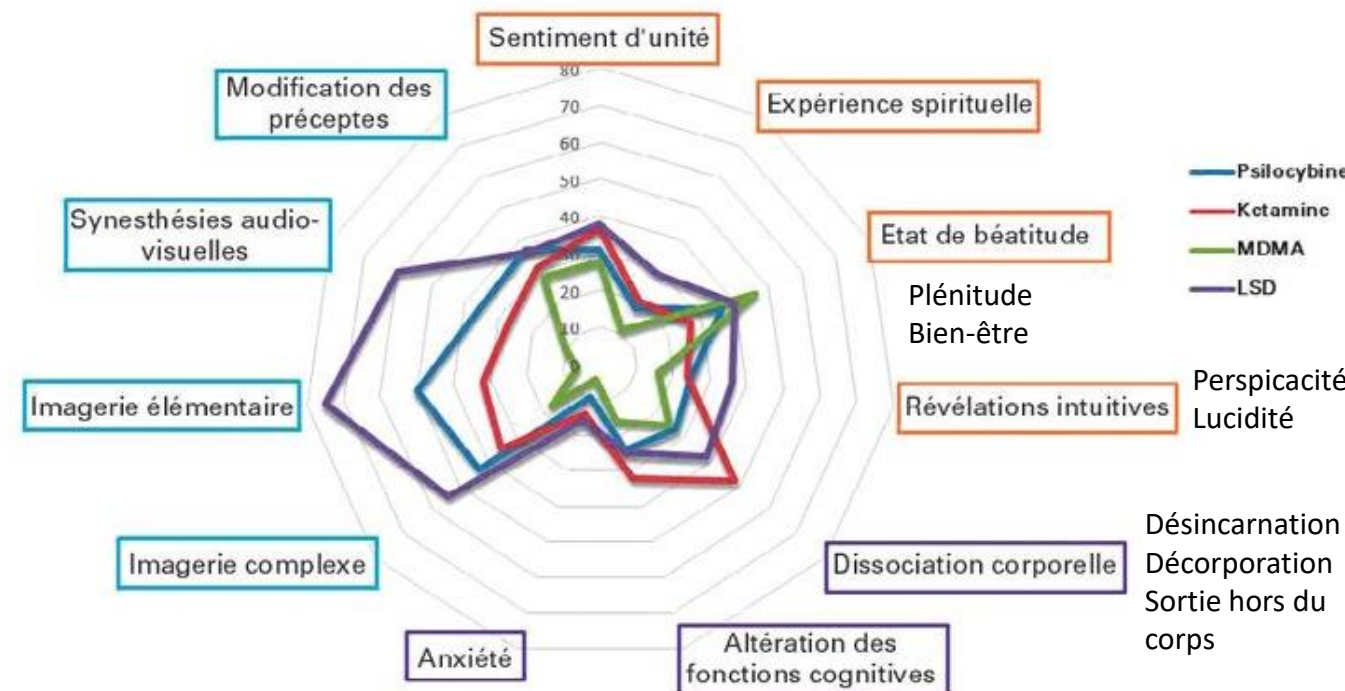 Sentiment d'unité
80
70
60
50
40
30
20
10
0
Modification des
préceptes
Expérience spirituelle
Psilocybine
Ketamine
MDMA
LSD
Synesthésies audio-
visuelles
Etat de béatitude
Plénitude
Bien-être
Imagerie élémentaire
Révélations intuitives
Perspicacité
Lucidité
Imagerie complexe
Dissociation corporelle
Désincarnation
Décorporation
Sortie hors du
corps
Anxiété
Altération des
fonctions cognitives